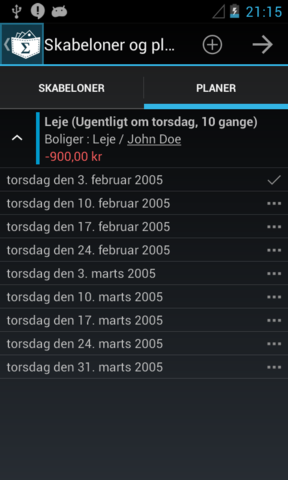 21:15
Skabeloner og pl…
SKABELONER
PLANER
Leje (Ugentligt om torsdag, 10 gange)
Boliger : Leje / John Doe
-900,00 kr
torsdag den 3. februar 2005
torsdag den 10. februar 2005
torsdag den 17. februar 2005
torsdag den 24. februar 2005
torsdag den 3. marts 2005
torsdag den 10. marts 2005
torsdag den 17. marts 2005
torsdag den 24. marts 2005
torsdag den 31. marts 2005